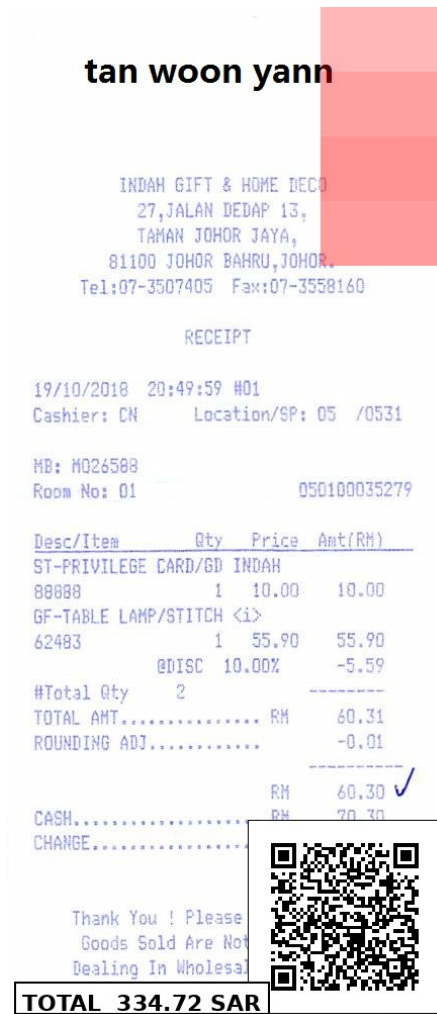 tan woon yann
INDAH GIFT & HOME DECO
27,JALAN DEDAP 13,
TAMAN JOHOR JAYA,
81100 JOHOR BAHRU,JOHOR.
Tel:07-3507405 Fax:07-3558160
RECEIPT
19/10/2018 20:49:59 #01
Cashier: CN Location/SP: 05 /0531
MB: M026588
Room No: 01 050100035279
Desc/Item Qty Price Amt(RM)
ST-PRIVILEGE CARD/GD INDAH
88888 1 10.00 10.00
GF-TABLE LAMP/STITCH <i>
62483 1 55.90 55.90
@DISC 10.00% -5.59
#Total Qty 2 --------
TOTAL AMT............... RM 60.31
ROUNDING ADJ............ -0.01
----------
RM 60.30
CASH.................... RM 70.30
CHANGE..................
Thank You ! Please
Goods Sold Are Not
Dealing In Wholesal
TOTAL 334.72 SAR